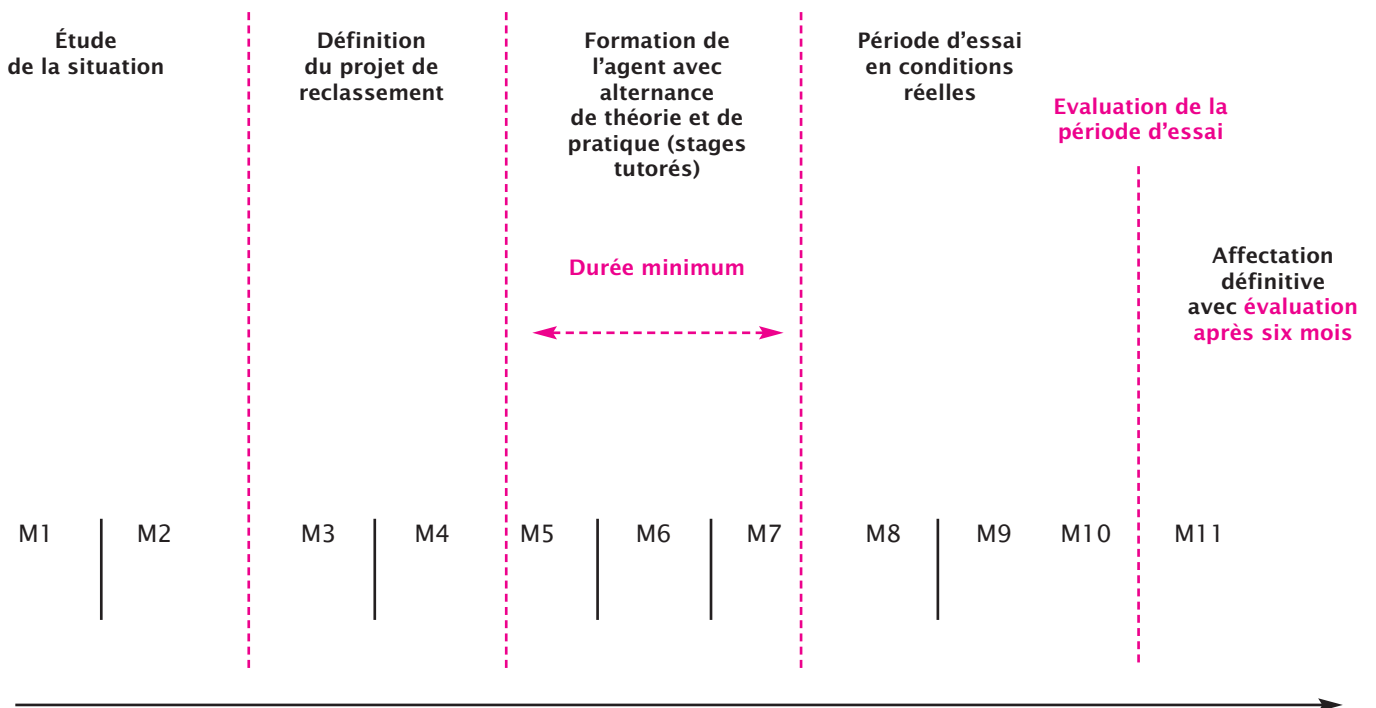 Étude
de la situation
Définition
du projet de
reclassement
Formation de
l'agent avec
alternance
de théorie et de
pratique (stages
tutorés)
Période d'essai
en conditions
réelles
Evaluation de la
période d’essai
Durée minimum
Affectation
définitive
avec évaluation
après six mois
M1 M2 M3 M4 M5 M6 M7 M8 M9 M10 M11